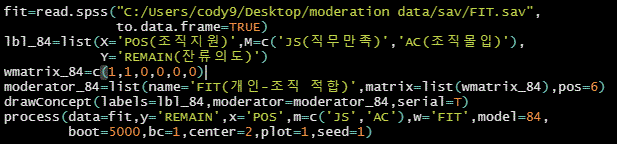 fit=read.spss("C:/Users/cody9/Desktop/moderation data/sav/FIT.sav",
to.data.frame=TRUE)
lbl_84=list(X='POS(조직지원)',M=c('JS(직무만족)','AC(조직몰입)'),
Y='REMAIN(잔류의도)')
wmatrix_84=c(1,1,0,0,0,0)
moderator_84=list(name='FIT(개인-조직 적합)',matrix=list(wmatrix_84),pos=6)
drawConcept(labels=lbl_84,moderator=moderator_84,serial=T)
process(data=fit,y='REMAIN',x='POS',m=c('JS','AC'),w='FIT',model=84,
boot=5000,bc=1,center=2,plot=1,seed=1)